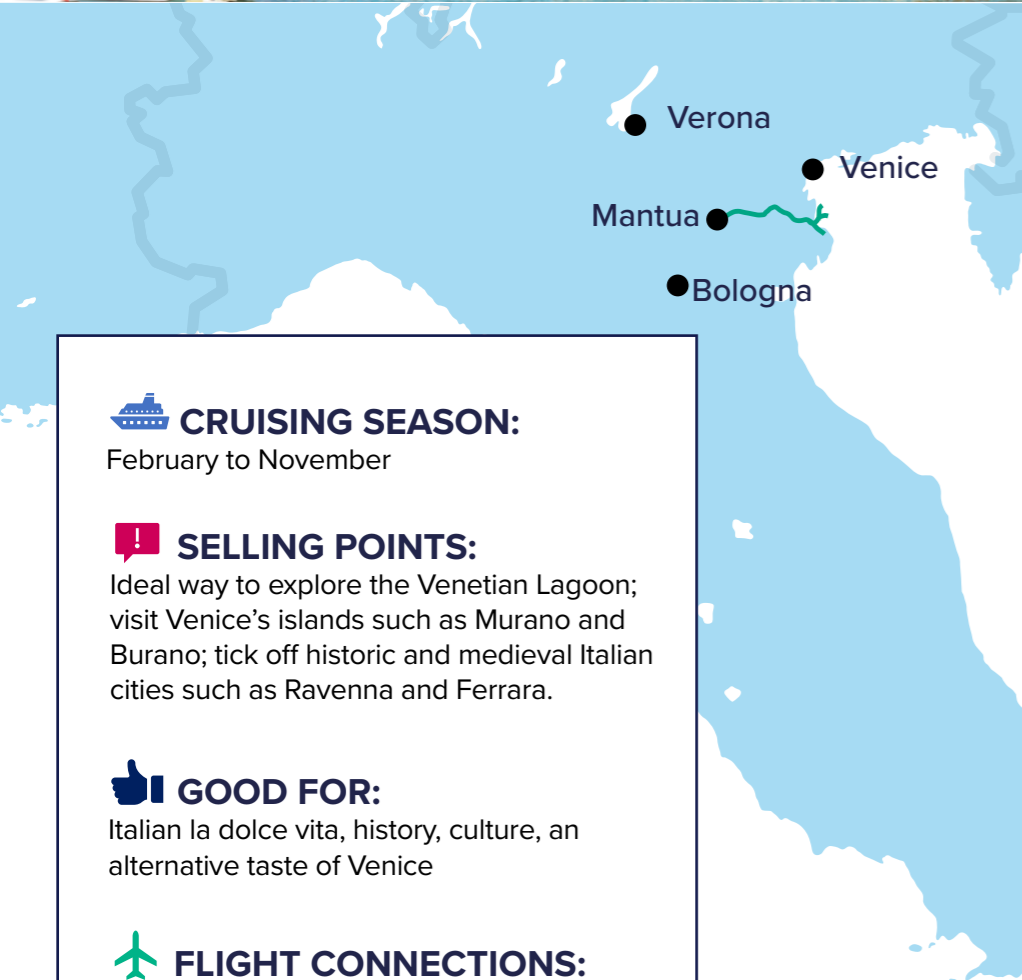 Verona
Venice
Mantua
Bologna
CRUISING SEASON:
February to November
!
SELLING POINTS:
Ideal way to explore the Venetian Lagoon;
visit Venice’s islands such as Murano and
Burano; tick off historic and medieval Italian
cities such as Ravenna and Ferrara.
GOOD FOR:
Italian la dolce vita, history, culture, an
alternative taste of Venice
FLIGHT CONNECTIONS: